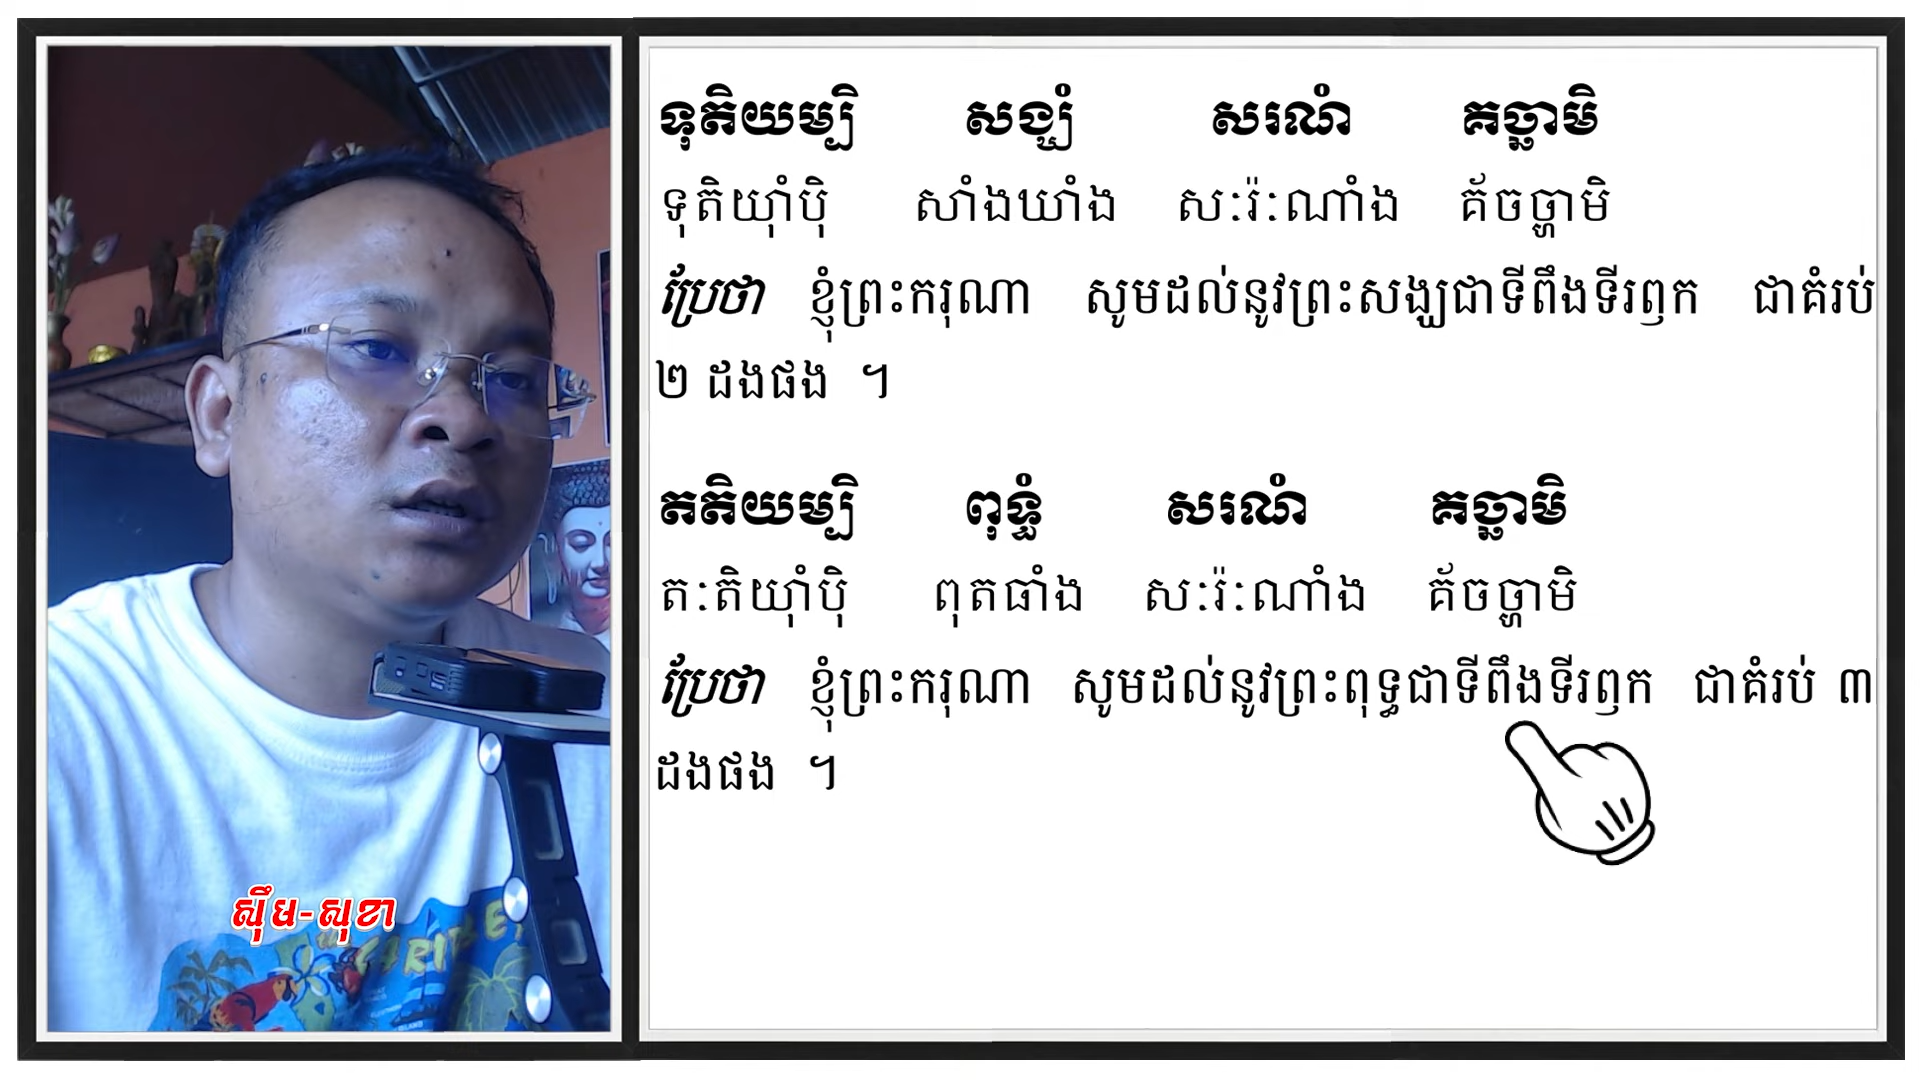 ទុតិយម្បិ សង្ឃំ សរណំ គច្ឆាមិ
ទុតិយ៉ាំប៉ិ សាំងឃាំង សៈរ៉ៈណាំង គ័ចច្ហាមិ
ប្រែថា ខ្ញុំព្រះករុណា សូមដល់នូវព្រះសង្ឃជាទីពឹងទីរឭក ជាគំរប់
២ ដងផង ។
តតិយម្បិ ពុទ្ធំ សរណំ គច្ឆាមិ
តៈតិយ៉ាំប៉ិ ពុតធាំង សៈរ៉ៈណាំង គ័ចច្ហាមិ
ប្រែថា ខ្ញុំព្រះករុណា សូមដល់នូវព្រះពុទ្ធជាទីពឹងទីរឭក ជាគំរប់ ៣
ដងផង ។
ស៊ឹម-សុខា